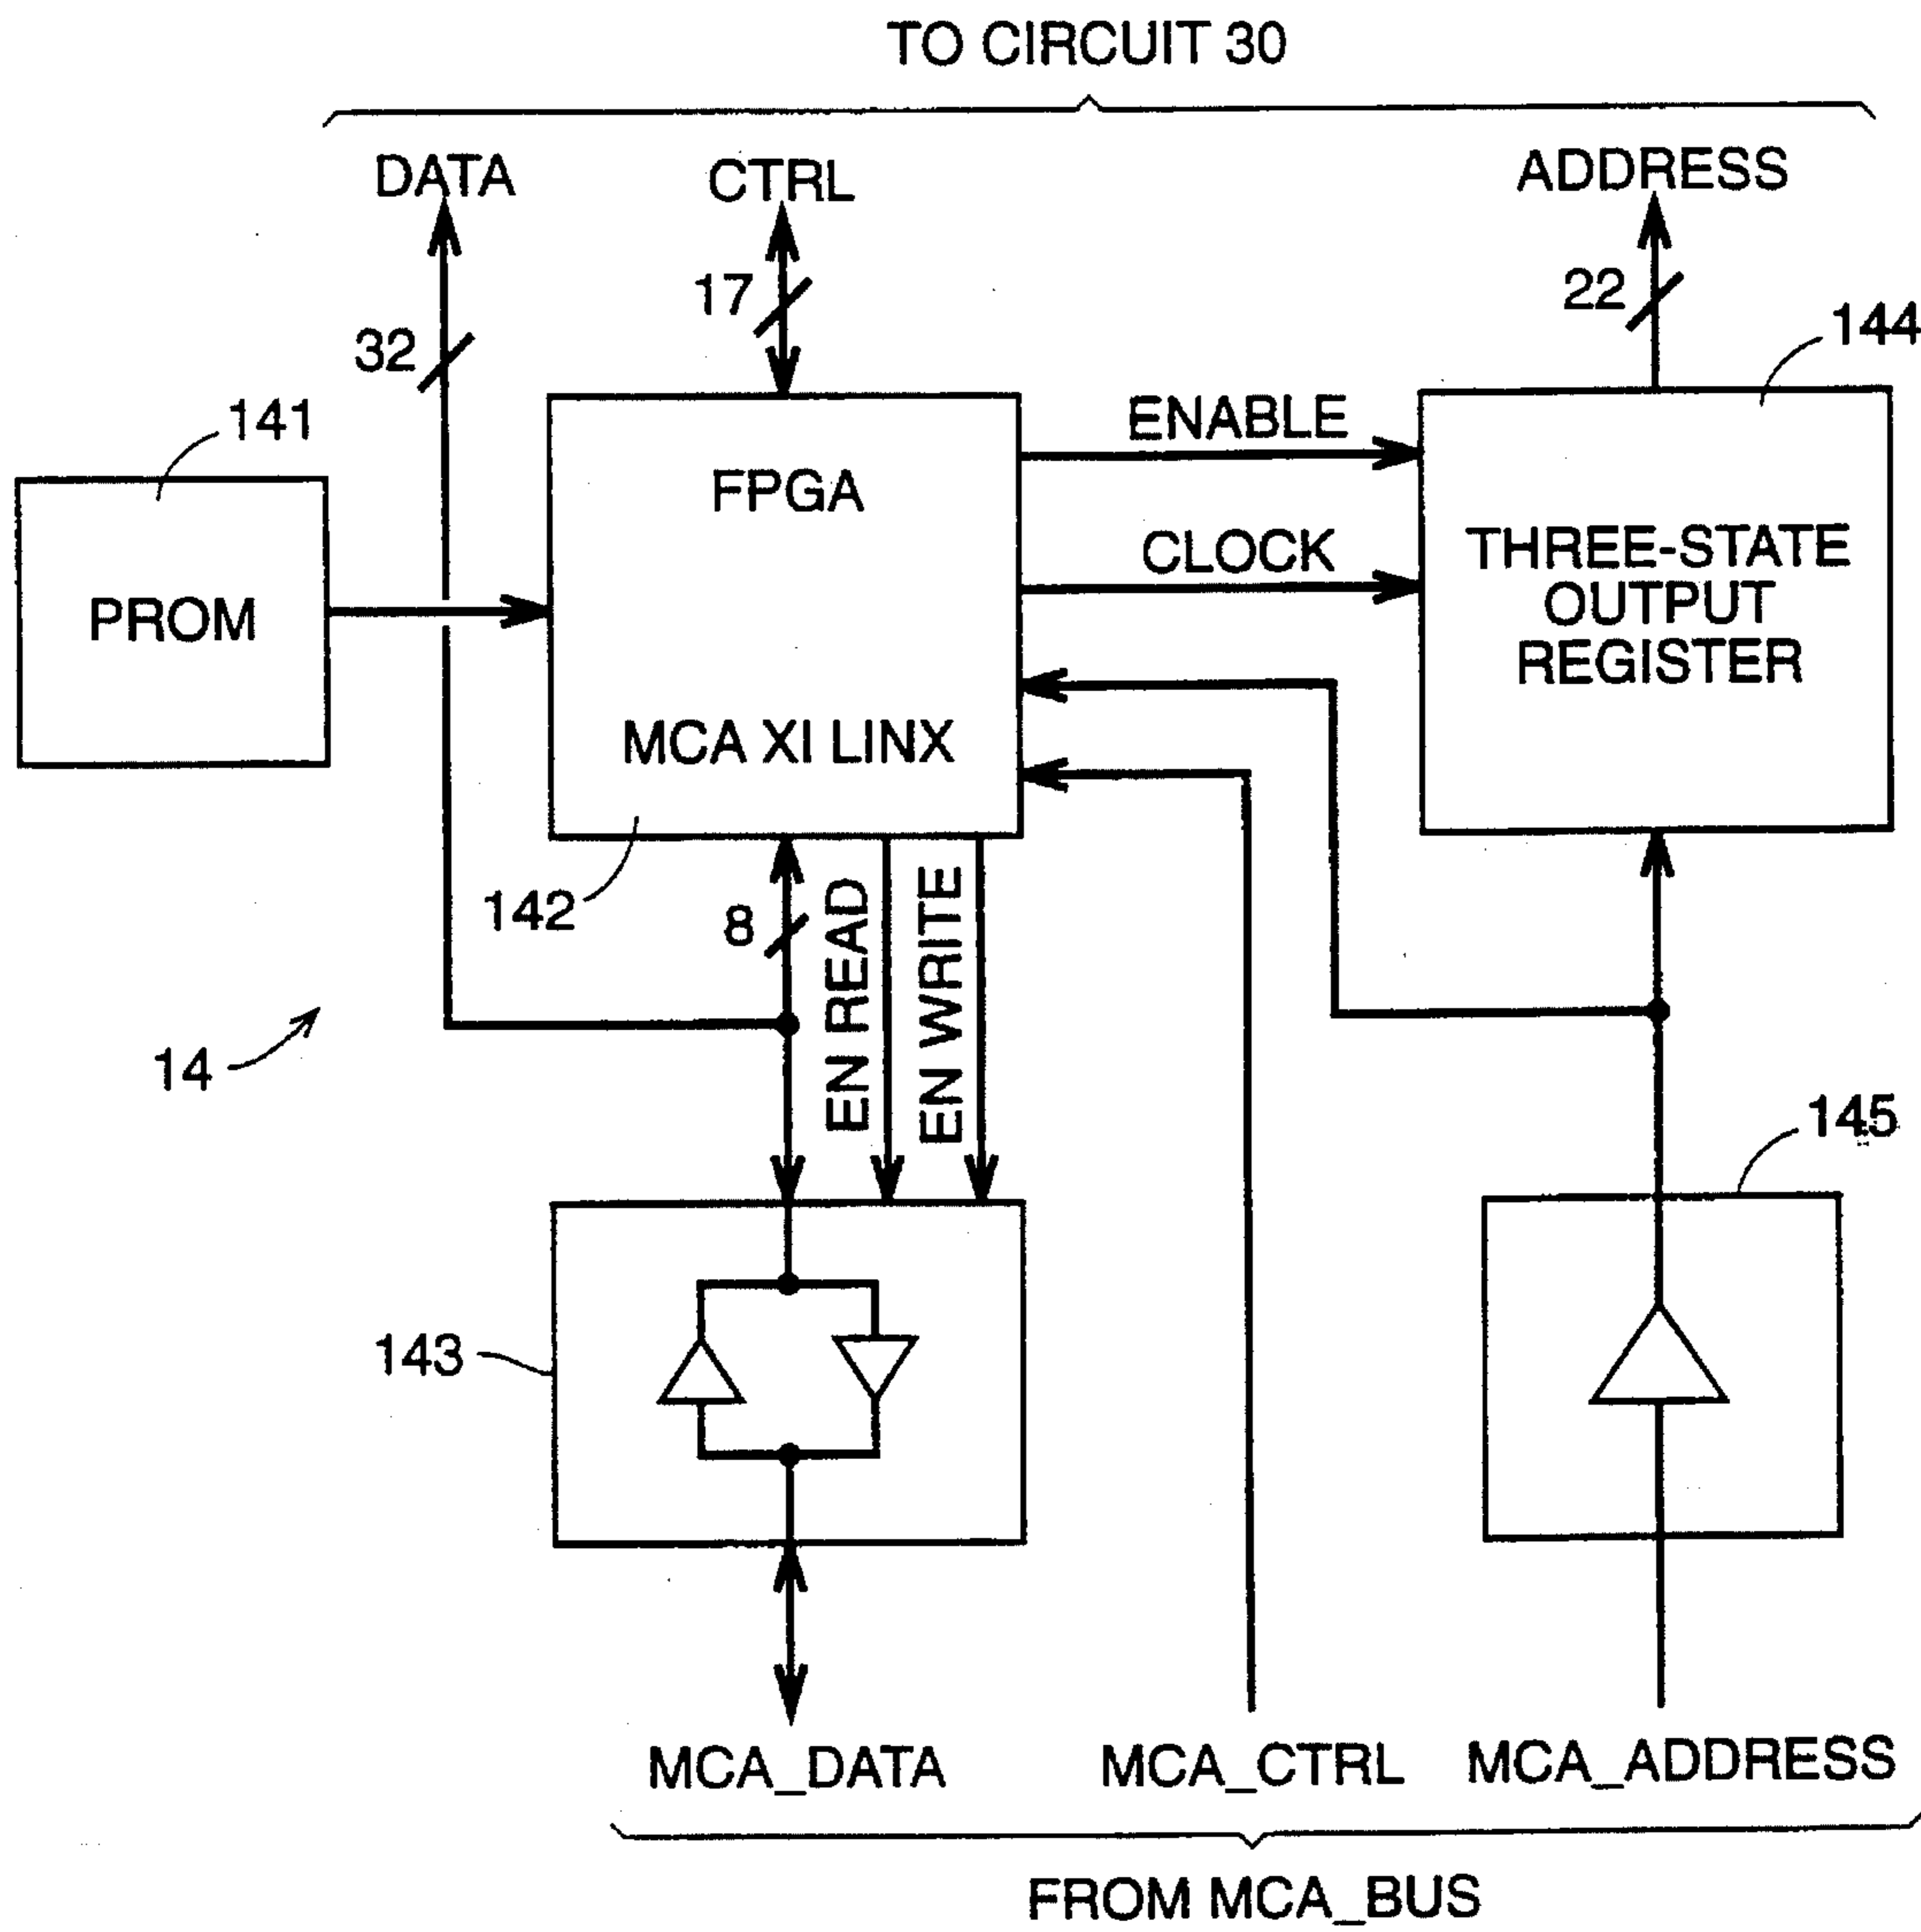 TO CIRCUIT 30
DATA
CTRL
ADDRESS
17
22
32
144
141
ENABLE
FPGA
CLOCK
THREE-STATE
OUTPUT
REGISTER
PROM
MCA XI LINX
142
8
EN READ
EN WRITE
14
145
143
MCA_DATA
MCA_CTRL
MCA_ADDRESS
FROM MCA_BUS